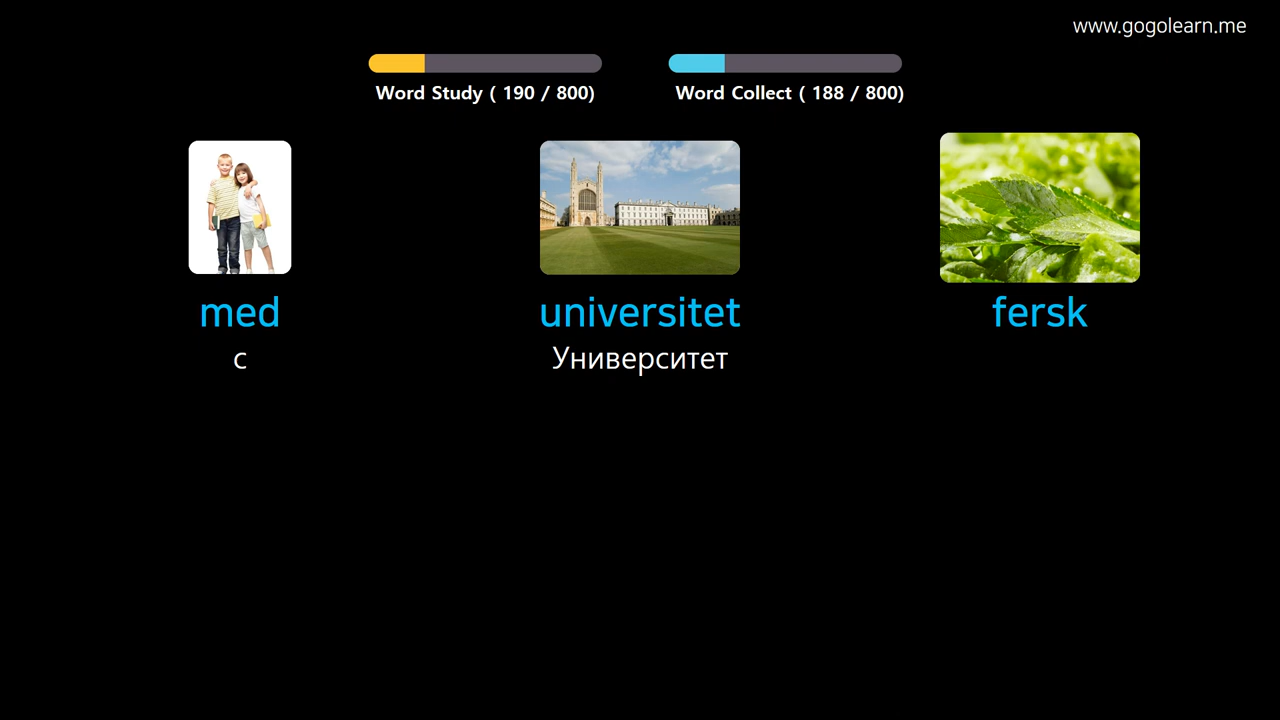 www.gogolearn.me
Word Study ( 190 / 800)
Word Collect ( 188 / 800)
med
universitet
fersk
с
Университет